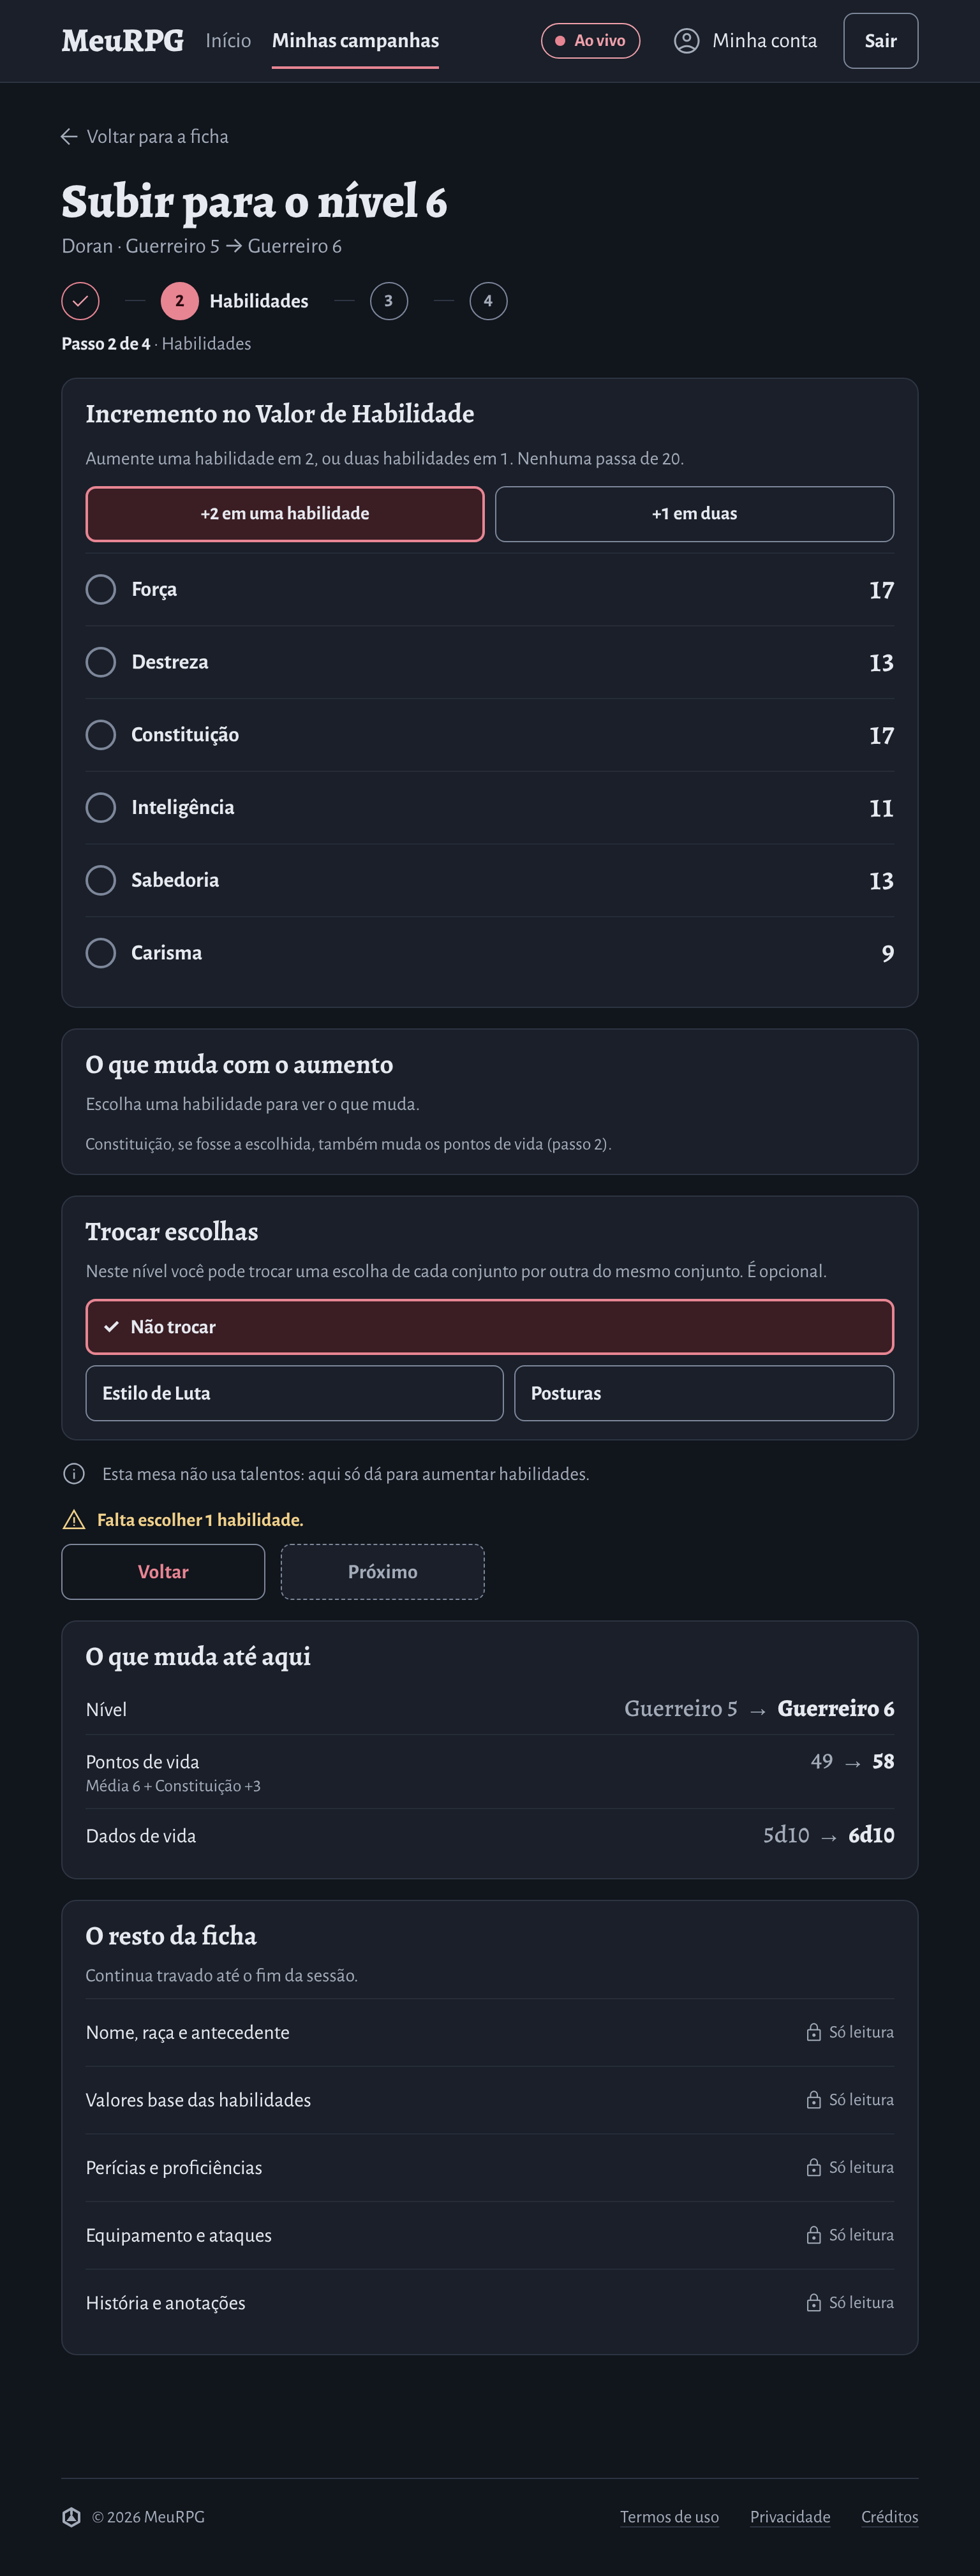 MeuRPG Início Minhas campanhas Ao vivo Minha conta Sair
Voltar para a ficha
Subir para o nível 6
Doran · Guerreiro 5 → Guerreiro 6
2 Habilidades 3 4
Passo 2 de 4 · Habilidades
Incremento no Valor de Habilidade
Aumente uma habilidade em 2, ou duas habilidades em 1. Nenhuma passa de 20.
+2 em uma habilidade +1 em duas
Força 17
Destreza 13
Constituição 17
Inteligência 11
Sabedoria 13
Carisma 9
O que muda com o aumento
Escolha uma habilidade para ver o que muda.
Constituição, se fosse a escolhida, também muda os pontos de vida (passo 2).
Trocar escolhas
Neste nível você pode trocar uma escolha de cada conjunto por outra do mesmo conjunto. É opcional.
Não trocar
Estilo de Luta Posturas
Esta mesa não usa talentos: aqui só dá para aumentar habilidades.
Falta escolher 1 habilidade.
Voltar Próximo
O que muda até aqui
Nível Guerreiro 5 → Guerreiro 6
Pontos de vida 49 → 58
Média 6 + Constituição +3
Dados de vida 5d10 → 6d10
O resto da ficha
Continua travado até o fim da sessão.
Nome, raça e antecedente Só leitura
Valores base das habilidades Só leitura
Perícias e proficiências Só leitura
Equipamento e ataques Só leitura
História e anotações Só leitura
© 2026 MeuRPG Termos de uso Privacidade Créditos